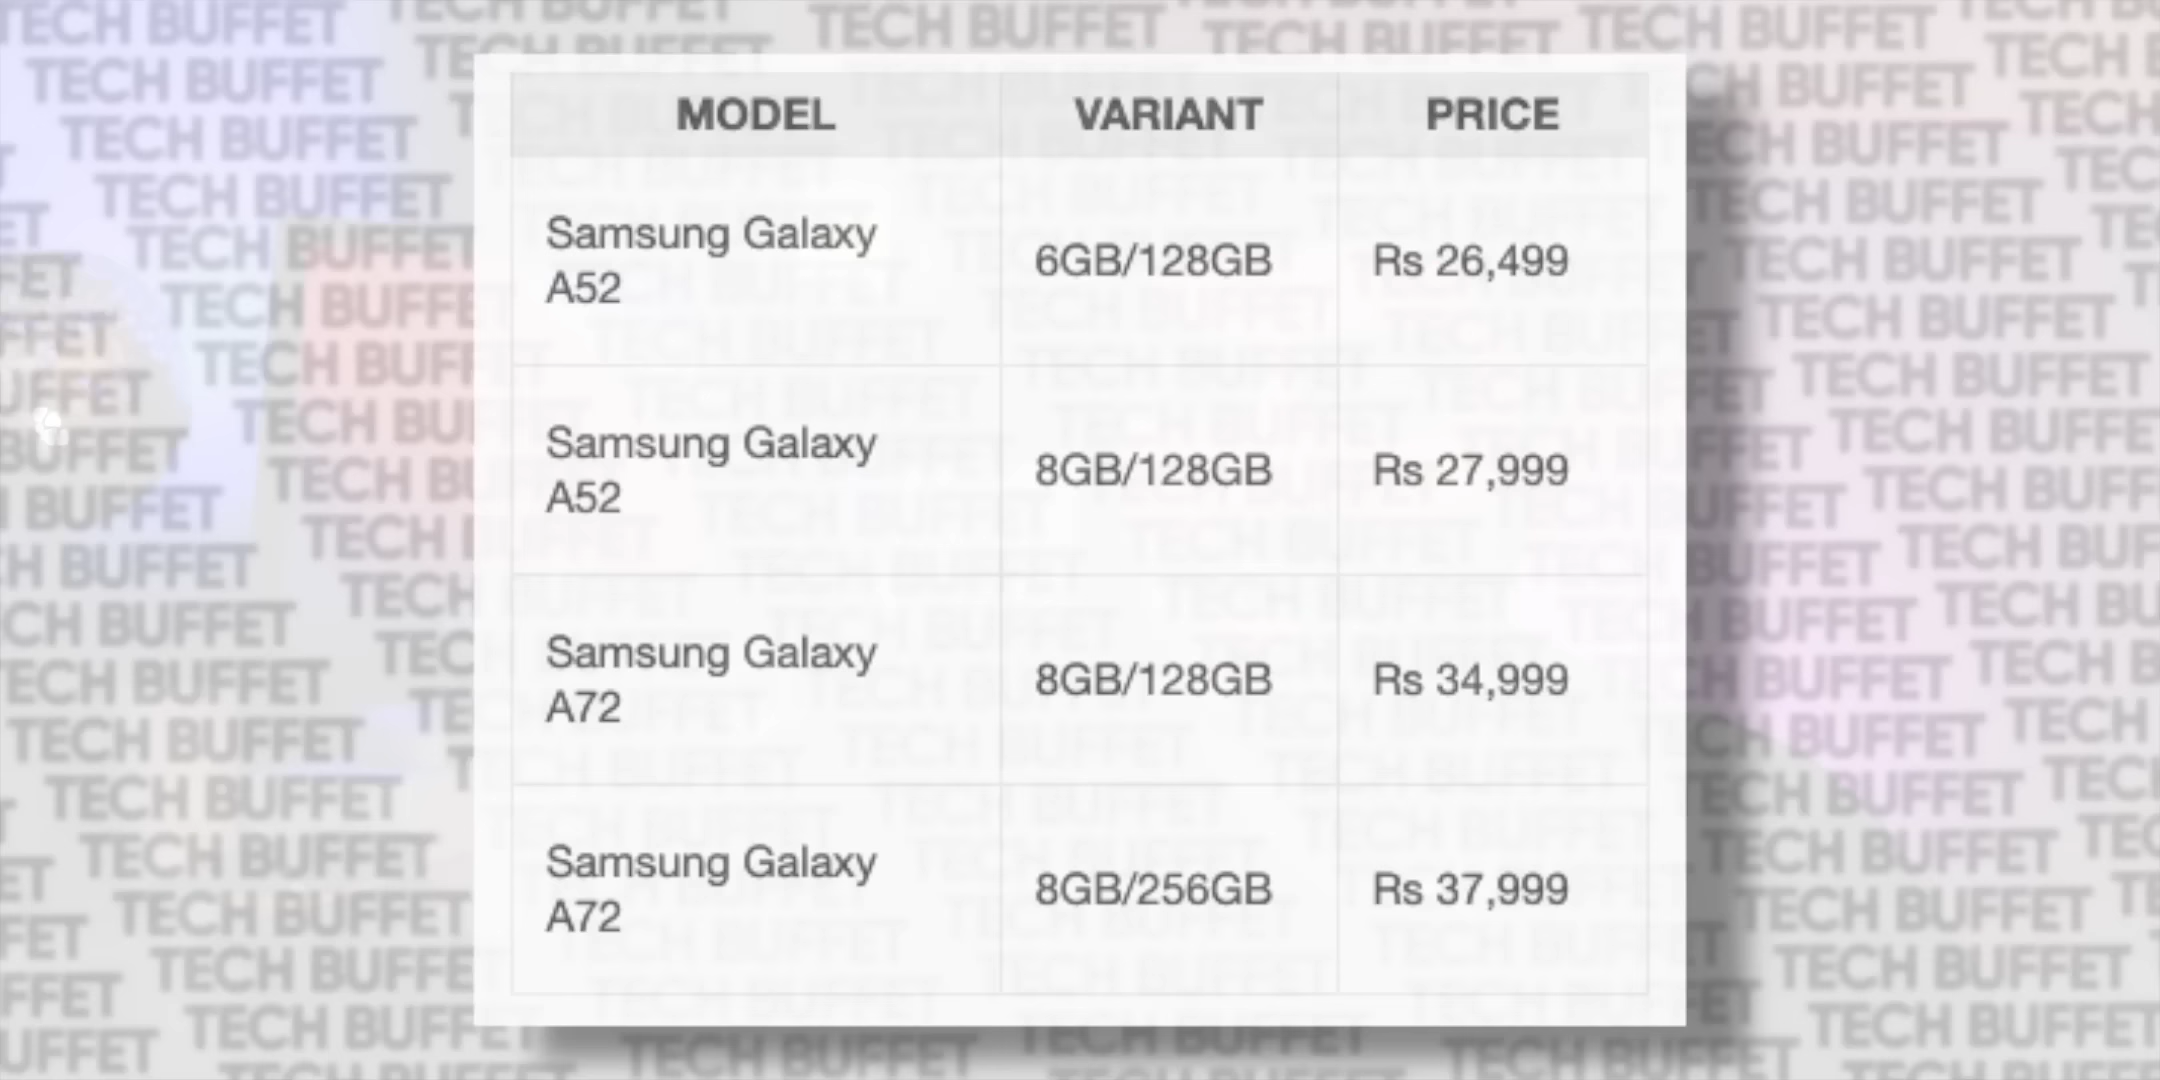 MODEL VARIANT PRICE
Samsung Galaxy
A52
6GB/128GB Rs 26,499
Samsung Galaxy
A52
8GB/128GB Rs 27,999
Samsung Galaxy
A72
8GB/128GB Rs 34,999
Samsung Galaxy
A72
8GB/256GB Rs 37,999
TECH BUFFET